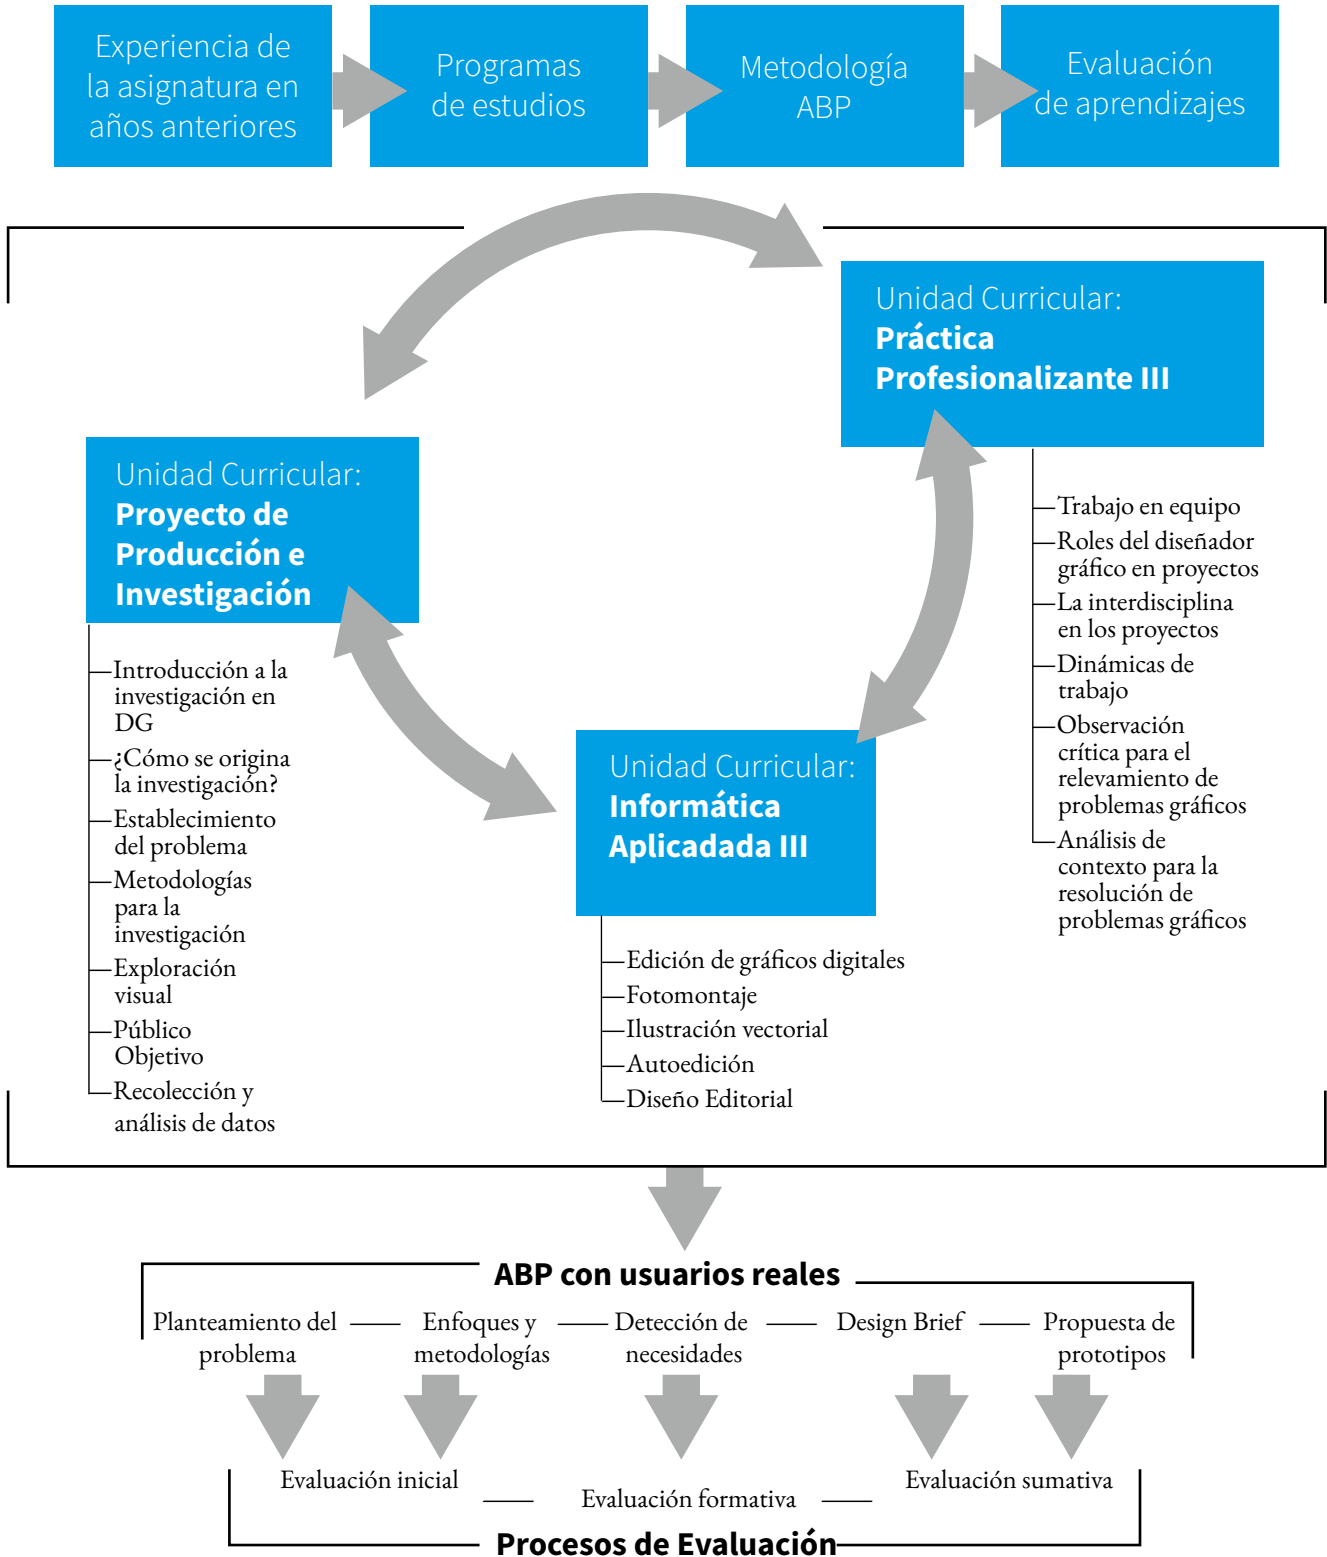 Experiencia de
la asignatura en
años anteriores
Programas
de estudios
Metodología
ABP
Evaluación
de aprendizajes
Unidad Curricular:
Práctica
Profesionalizante III
Trabajo en equipo
Roles del diseñador
gráfico en proyectos
La interdisciplina
en los proyectos
Dinámicas de
trabajo
Observación
crítica para el
relevamiento de
problemas gráficos
Análisis de
contexto para la
resolución de
problemas gráficos
Unidad Curricular:
Proyecto de
Producción e
Investigación
Introducción a la
investigación en
DG
¿Cómo se origina
la investigación?
Establecimiento
del problema
Metodologías
para la
investigación
Exploración
visual
Público
Objetivo
Recolección y
análisis de datos
Unidad Curricular:
Informática
Aplicadada III
Edición de gráficos digitales
Fotomontaje
Ilustración vectorial
Autoedición
Diseño Editorial
ABP con usuarios reales
Planteamiento del
problema
Enfoques y
metodologías
Detección de
necesidades
Design Brief
Propuesta de
prototipos
Evaluación inicial
Evaluación formativa
Evaluación sumativa
Procesos de Evaluación